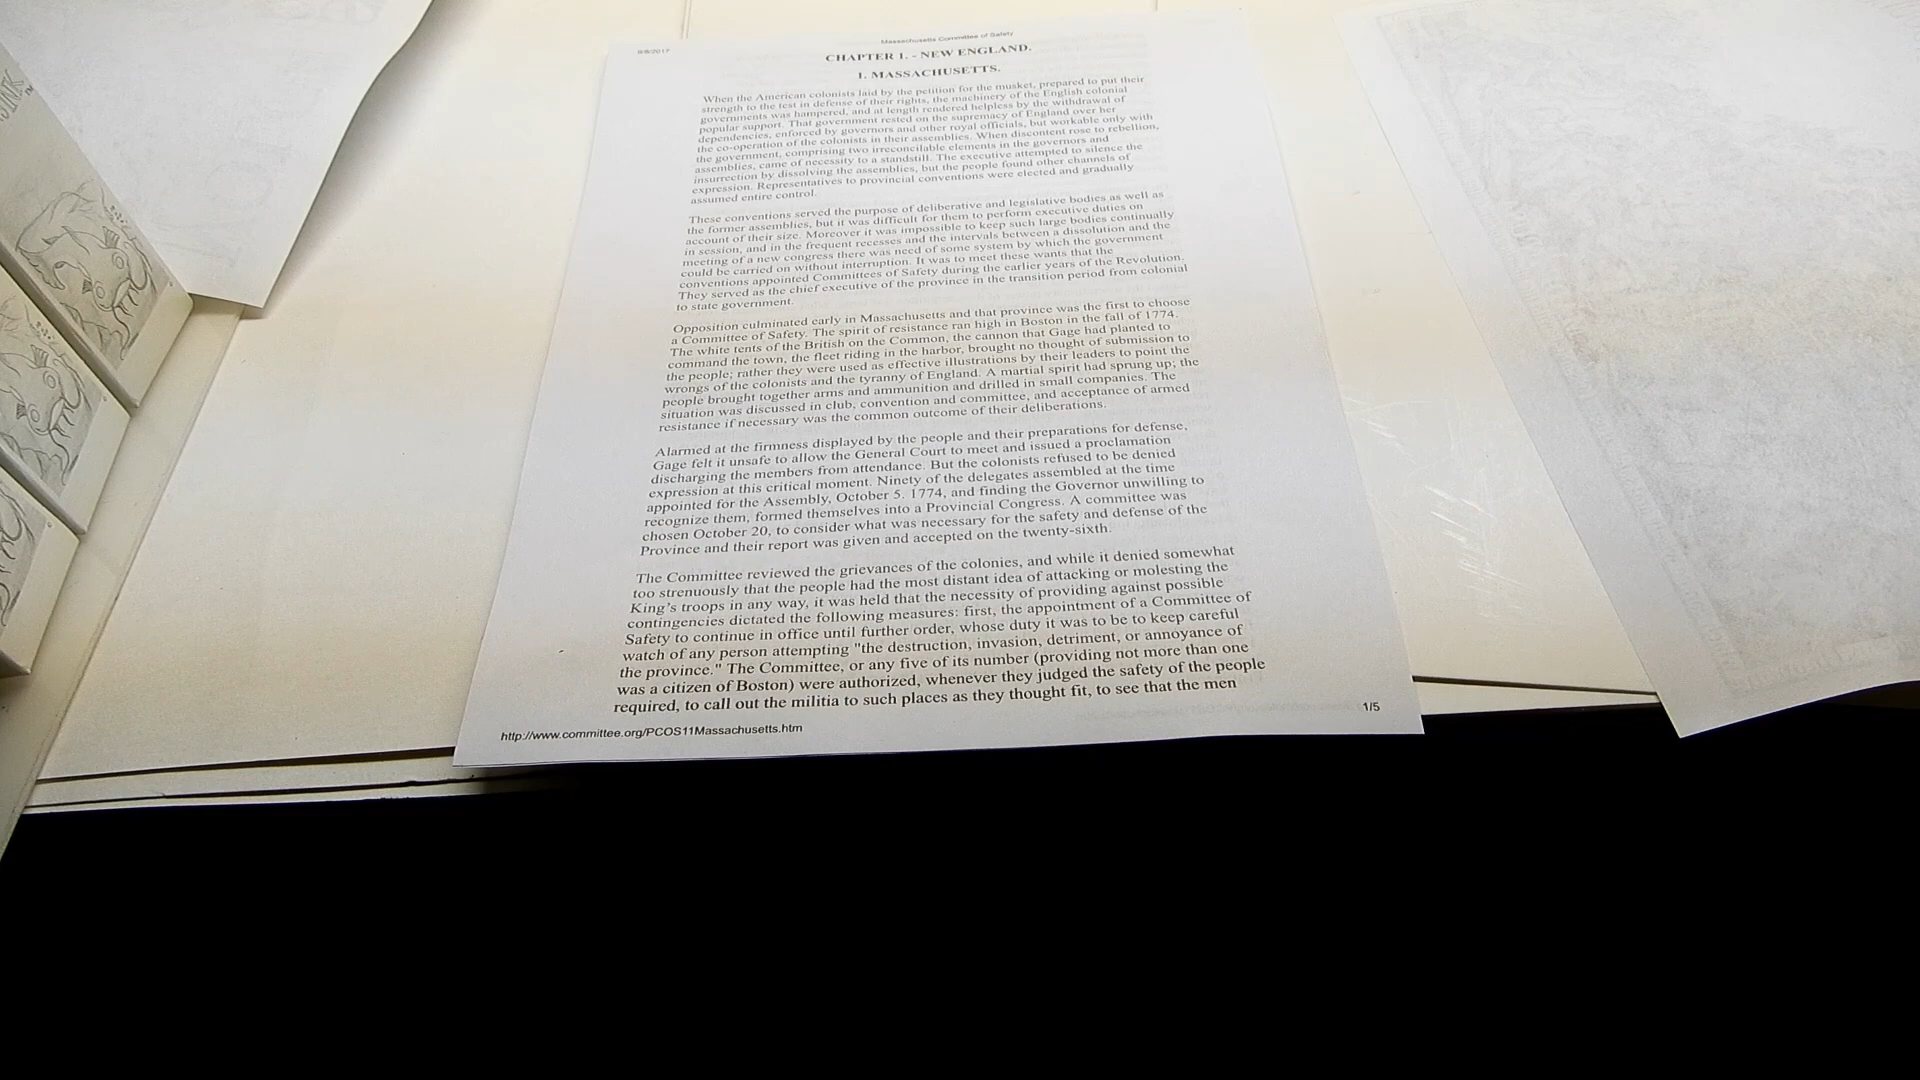 9/8/2017
Massachusetts Committee of Safety
CHAPTER 1. - NEW ENGLAND.
1. MASSACHUSETTS.
When the American colonists laid by the petition for the musket, prepared to put their
strength to the test in defense of their rights, the machinery of the English colonial
governments was hampered, and at length rendered helpless by the withdrawal of
popular support. That government rested on the supremacy of England over her
dependencies, enforced by governors and other royal officials, but workable only with
the co-operation of the colonists in their assemblies. When discontent rose to rebellion,
the government, comprising two irreconcilable elements in the governors and
assemblies, came of necessity to a standstill. The executive attempted to silence the
insurrection by dissolving the assemblies, but the people found other channels of
expression. Representatives to provincial conventions were elected and gradually
assumed entire control.
These conventions served the purpose of deliberative and legislative bodies as well as
the former assemblies, but it was difficult for them to perform executive duties on
account of their size. Moreover it was impossible to keep such large bodies continually
in session, and in the frequent recesses and the intervals between a dissolution and the
meeting of a new congress there was need of some system by which the government
could be carried on without interruption. It was to meet these wants that the
conventions appointed Committees of Safety during the earlier years of the Revolution.
They served as the chief executive of the province in the transition period from colonial
to state government.
Opposition culminated early in Massachusetts and that province was the first to choose
a Committee of Safety. The spirit of resistance ran high in Boston in the fall of 1774.
The white tents of the British on the Common, the cannon that Gage had planted to
command the town, the fleet riding in the harbor, brought no thought of submission to
the people; rather they were used as effective illustrations by their leaders to point the
wrongs of the colonists and the tyranny of England. A martial spirit had sprung up; the
people brought together arms and ammunition and drilled in small companies. The
situation was discussed in club, convention and committee, and acceptance of armed
resistance if necessary was the common outcome of their deliberations.
Alarmed at the firmness displayed by the people and their preparations for defense,
Gage felt it unsafe to allow the General Court to meet and issued a proclamation
discharging the members from attendance. But the colonists refused to be denied
expression at this critical moment. Ninety of the delegates assembled at the time
appointed for the Assembly, October 5. 1774, and finding the Governor unwilling to
recognize them, formed themselves into a Provincial Congress. A committee was
chosen October 20, to consider what was necessary for the safety and defense of the
Province and their report was given and accepted on the twenty-sixth.
The Committee reviewed the grievances of the colonies, and while it denied somewhat
too strenuously that the people had the most distant idea of attacking or molesting the
King's troops in any way, it was held that the necessity of providing against possible
contingencies dictated the following measures: first, the appointment of a Committee of
Safety to continue in office until further order, whose duty it was to be to keep careful
watch of any person attempting "the destruction, invasion, detriment, or annoyance of
the province." The Committee, or any five of its number (providing not more than one
was a citizen of Boston) were authorized, whenever they judged the safety of the people
required, to call out the militia to such places as they thought fit, to see that the men
http://www.committee.org/PCOS11Massachusetts.htm
1/5